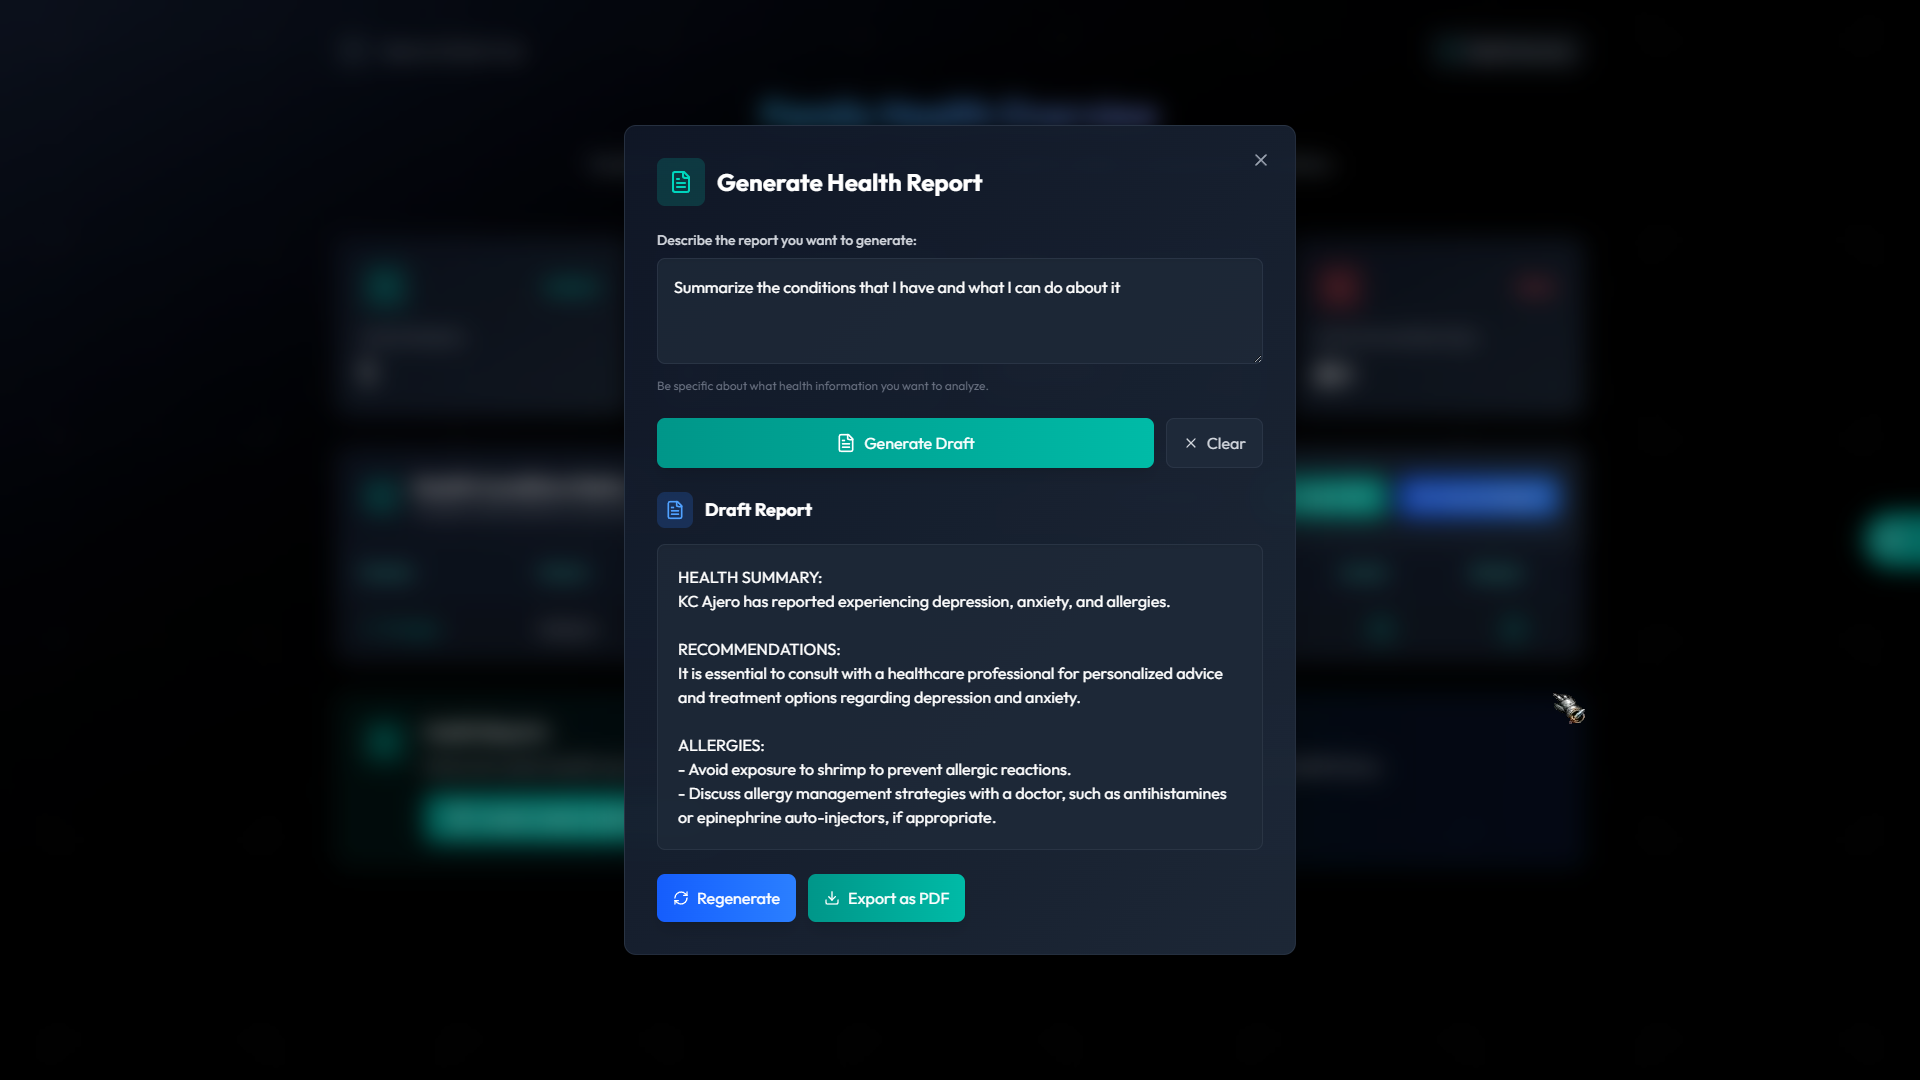 Generate Health Report
Describe the report you want to generate:
Summarize the conditions that I have and what I can do about it
Be specific about what health information you want to analyze.
Generate Draft
Clear
Draft Report
HEALTH SUMMARY:
KC Ajero has reported experiencing depression, anxiety, and allergies.
RECOMMENDATIONS:
It is essential to consult with a healthcare professional for personalized advice
and treatment options regarding depression and anxiety.
ALLERGIES:
- Avoid exposure to shrimp to prevent allergic reactions.
- Discuss allergy management strategies with a doctor, such as antihistamines
or epinephrine auto-injectors, if appropriate.
Regenerate
Export as PDF